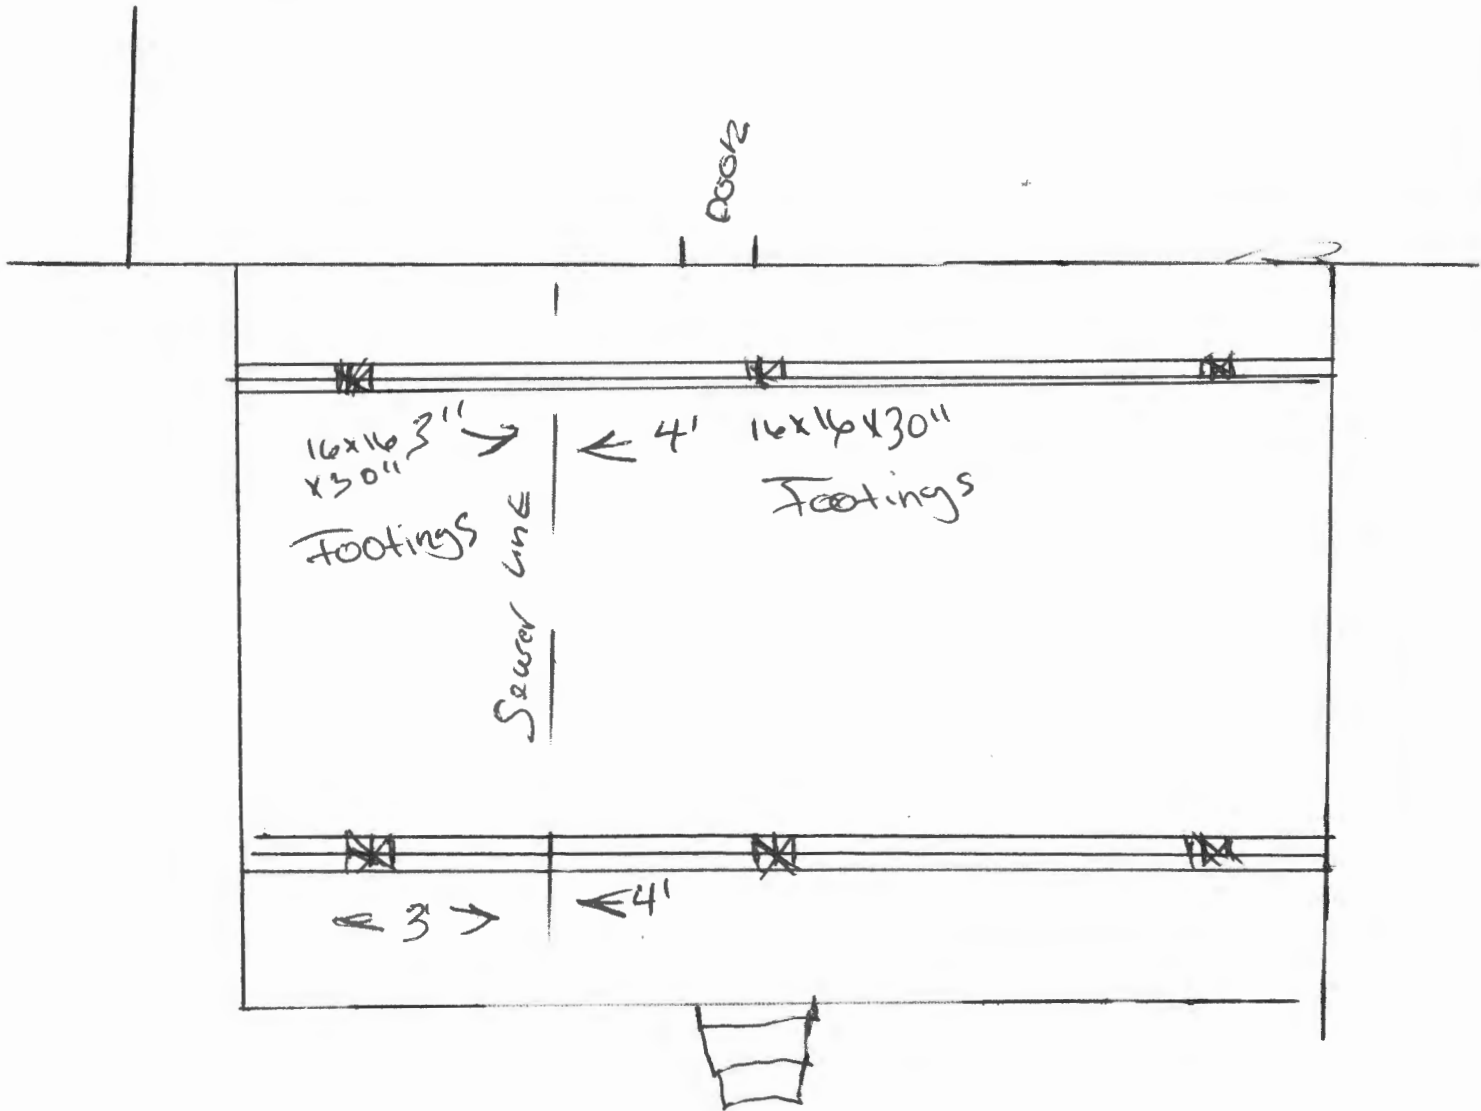 Door
16x16 3" 4' 16x16x30"
x30"
Footings
Footings
Sewer Line
3' 4'